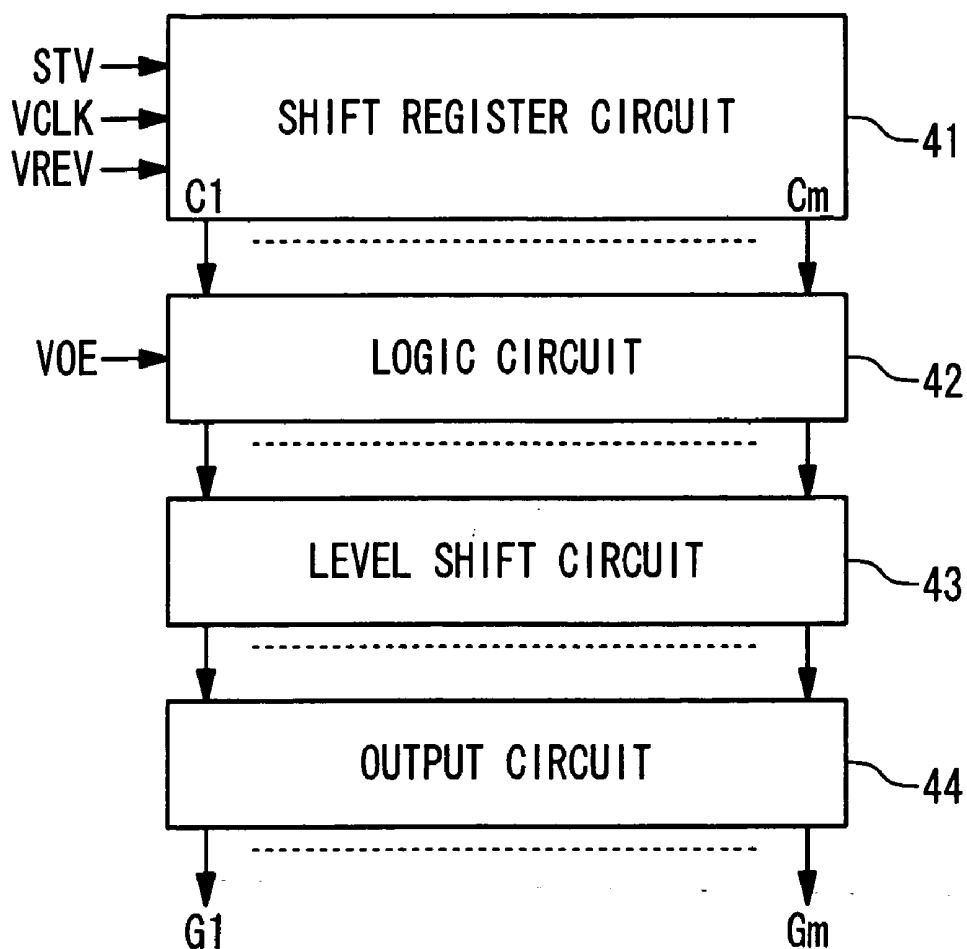 STV
VCLK
VREV
SHIFT REGISTER CIRCUIT
41
C1 Cm
VOE
LOGIC CIRCUIT
42
LEVEL SHIFT CIRCUIT
43
OUTPUT CIRCUIT
44
G1 Gm